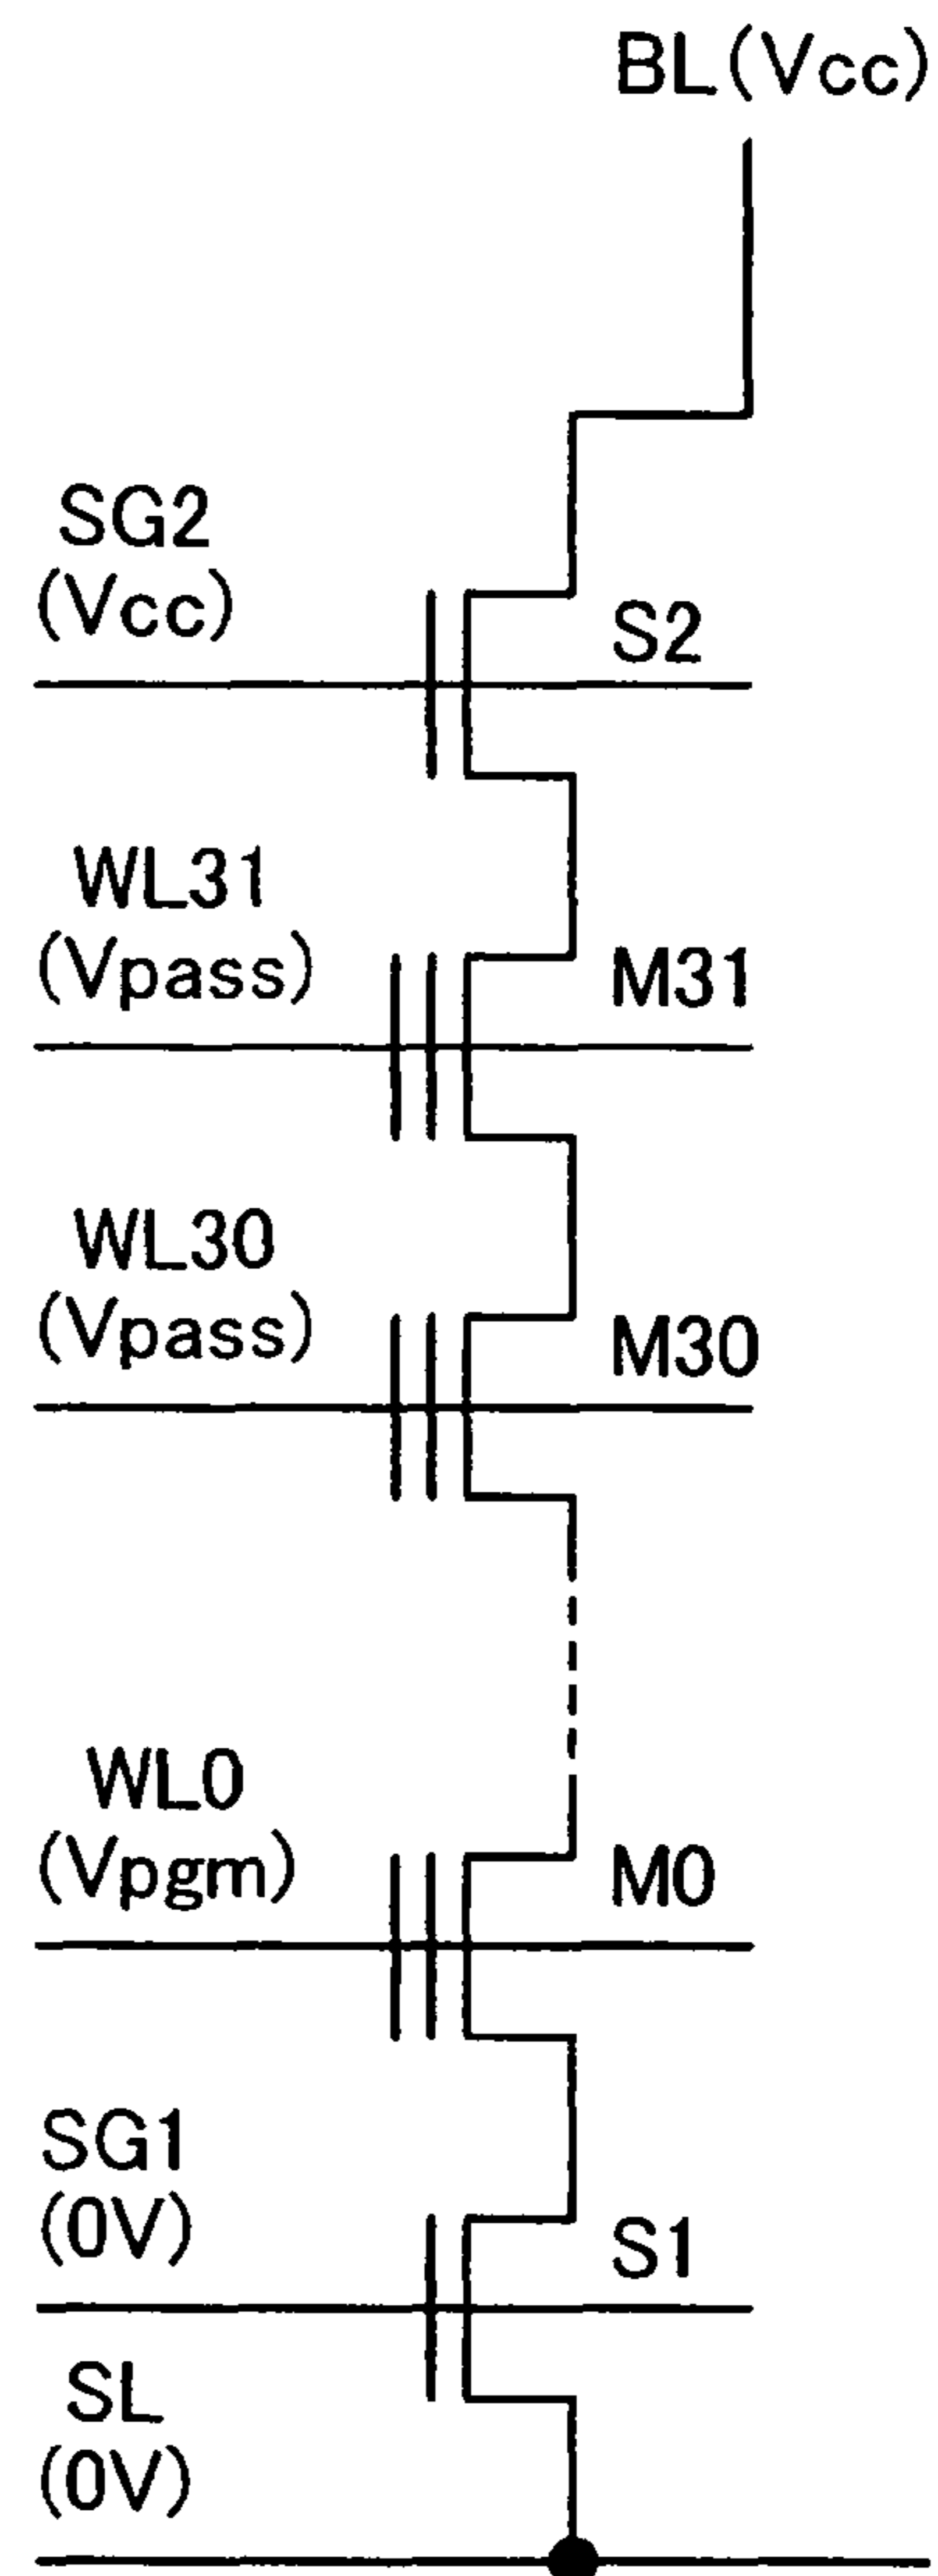 BL(Vcc)
SG2
(Vcc)
S2
WL31
(Vpass)
M31
WL30
(Vpass)
M30
WL0
(Vpgm)
M0
SG1
(0V)
S1
SL
(0V)